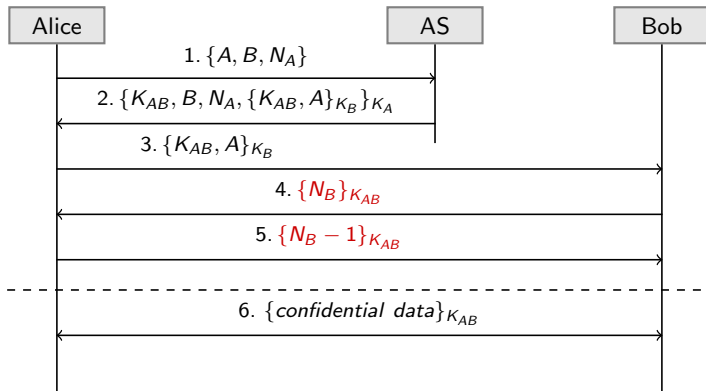 Alice AS Bob
1. {A, B, N_A}
2. {K_AB, B, N_A, {K_AB, A}_K_B}_K_A
3. {K_AB, A}_K_B
4. {N_B}_K_AB
5. {N_B − 1}_K_AB
6. {confidential data}_K_AB